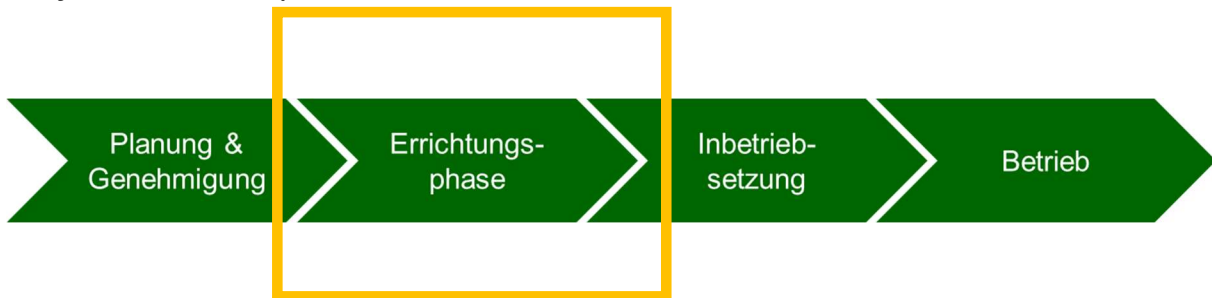 Planung &
Genehmigung
Errichtungs-
phase
Inbetrieb-
setzung
Betrieb